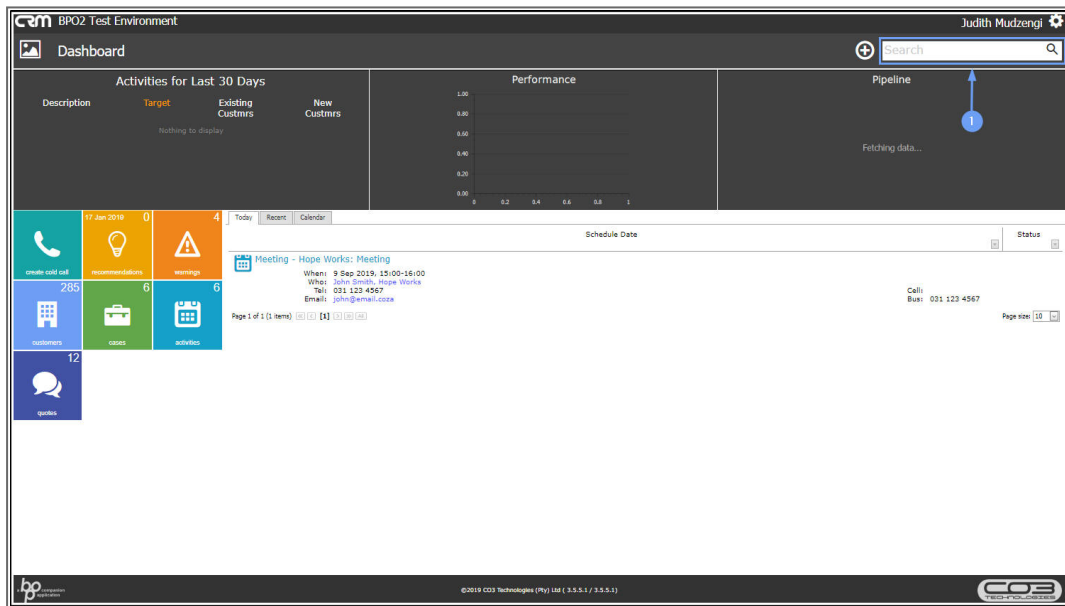 CRM BPO2 Test Environment
Judith Mudzengi
Dashboard
Search
Activities for Last 30 Days
Description Target Existing Custmrs New Custmrs
Nothing to display
Performance
1.00
0.80
0.60
0.40
0.20
0.00
0 0.2 0.4 0.6 0.8 1
Pipeline
1
Fetching data...
create cold call
17 Jan 2019 0
recommendations
4
warnings
285
customers
6
cases
6
activities
12
quotes
Today Recent Calendar
Schedule Date Status
Meeting - Hope Works: Meeting
When: 9 Sep 2019, 15:00-16:00
Who: John Smith, Hope Works
Tel: 031 123 4567
Email: john@email.coza
Cell:
Bus: 031 123 4567
Page 1 of 1 (1 items) [1]
Page size: 10
bpo companion application
©2019 CO3 Technologies (Pty) Ltd ( 3.5.5.1 / 3.5.5.1)
CO3
TECHNOLOGIES